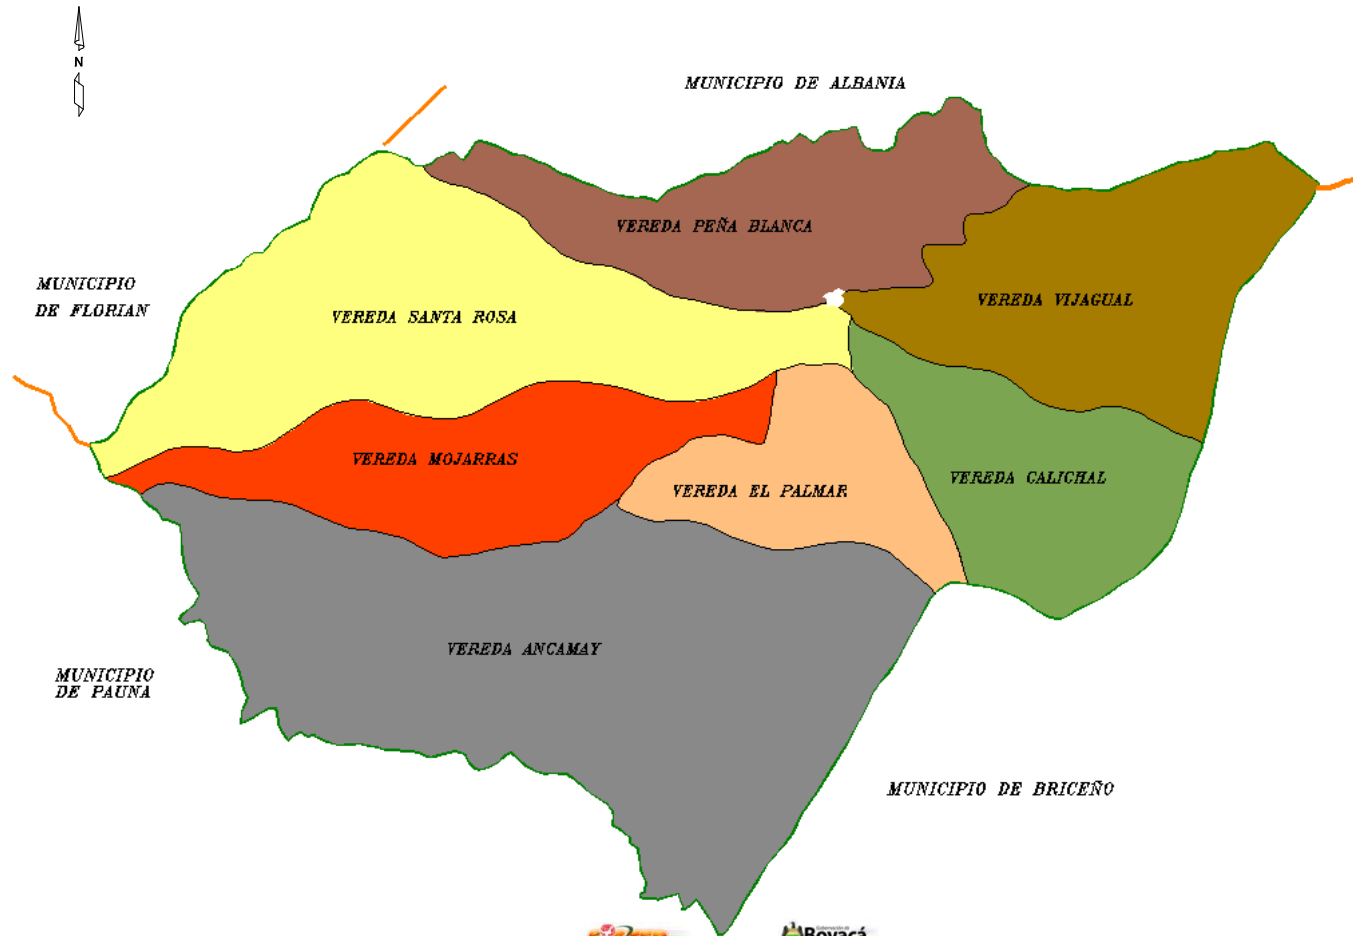 N
MUNICIPIO DE ALBANIA
VEREDA PEÑA BLANCA
MUNICIPIO
DE FLORIAN
VEREDA VIJAGUAL
VEREDA SANTA ROSA
VEREDA MOJARRAS
VEREDA CALICHAL
VEREDA EL PALMAR
VEREDA ANCAMAY
MUNICIPIO
DE PAUNA
MUNICIPIO DE BRICEÑO
Boyacá